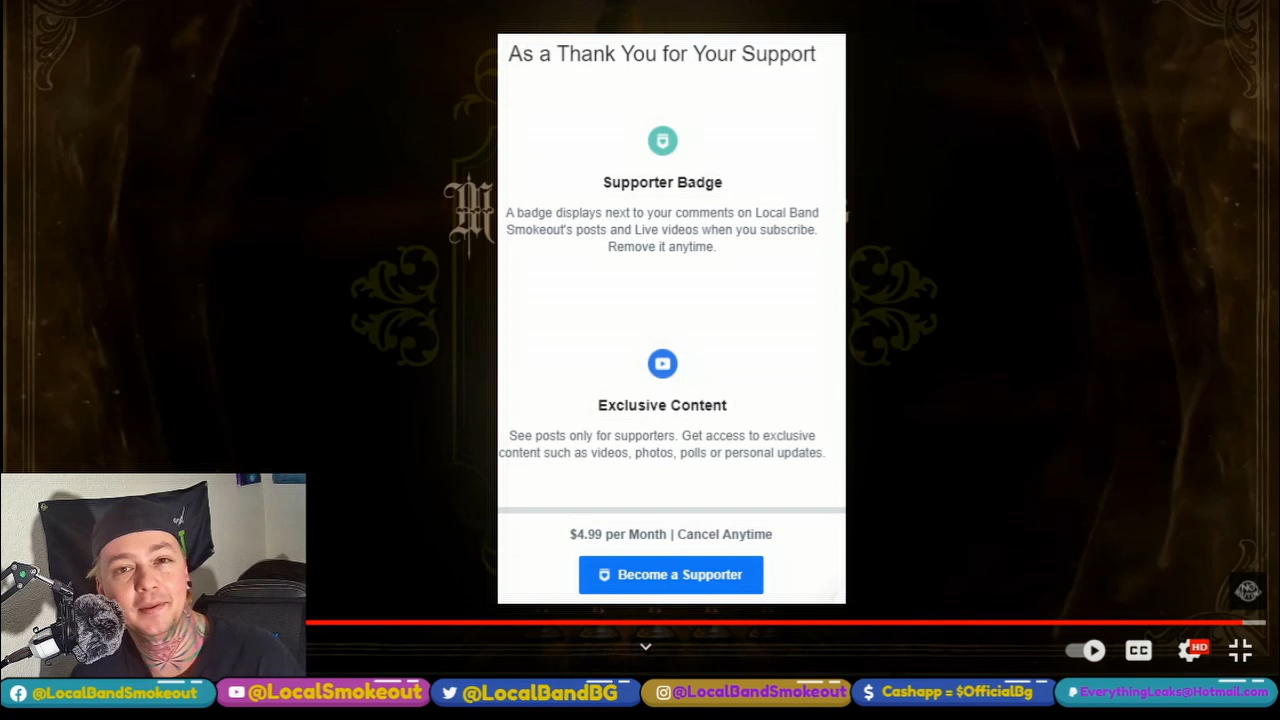 As a Thank You for Your Support
Supporter Badge
A badge displays next to your comments on Local Band
Smokeout's posts and Live videos when you subscribe.
Remove it anytime.
Exclusive Content
See posts only for supporters. Get access to exclusive
content such as videos, photos, polls or personal updates.
$4.99 per Month | Cancel Anytime
Become a Supporter
CC
HD
@LocalBandSmokeout
@LocalSmokeout
@LocalBandBG
@LocalBandSmokeout
$ Cashapp = $OfficialBg
EverythingLeaks@Hotmail.com